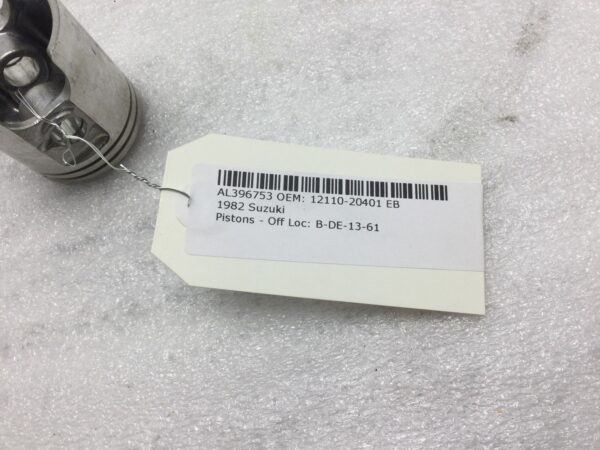 AL396753 OEM: 12110-20401 EB
1982 Suzuki
Pistons - Off Loc: B-DE-13-61